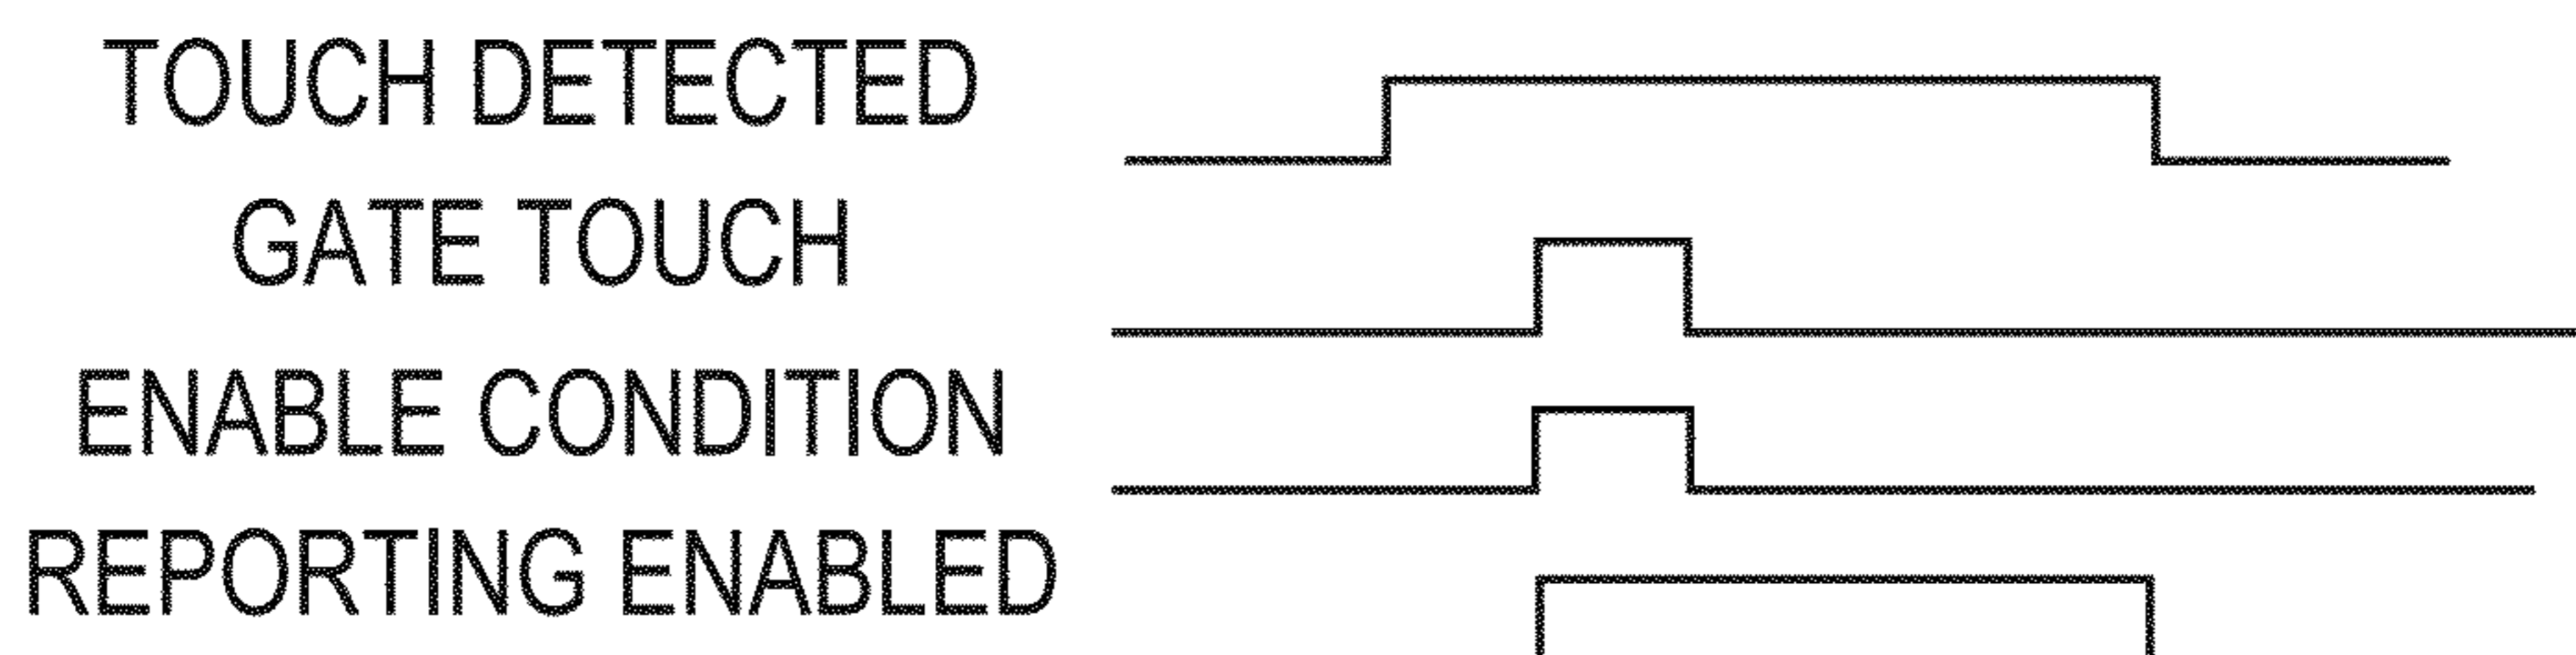 TOUCH DETECTED
GATE TOUCH
ENABLE CONDITION
REPORTING ENABLED